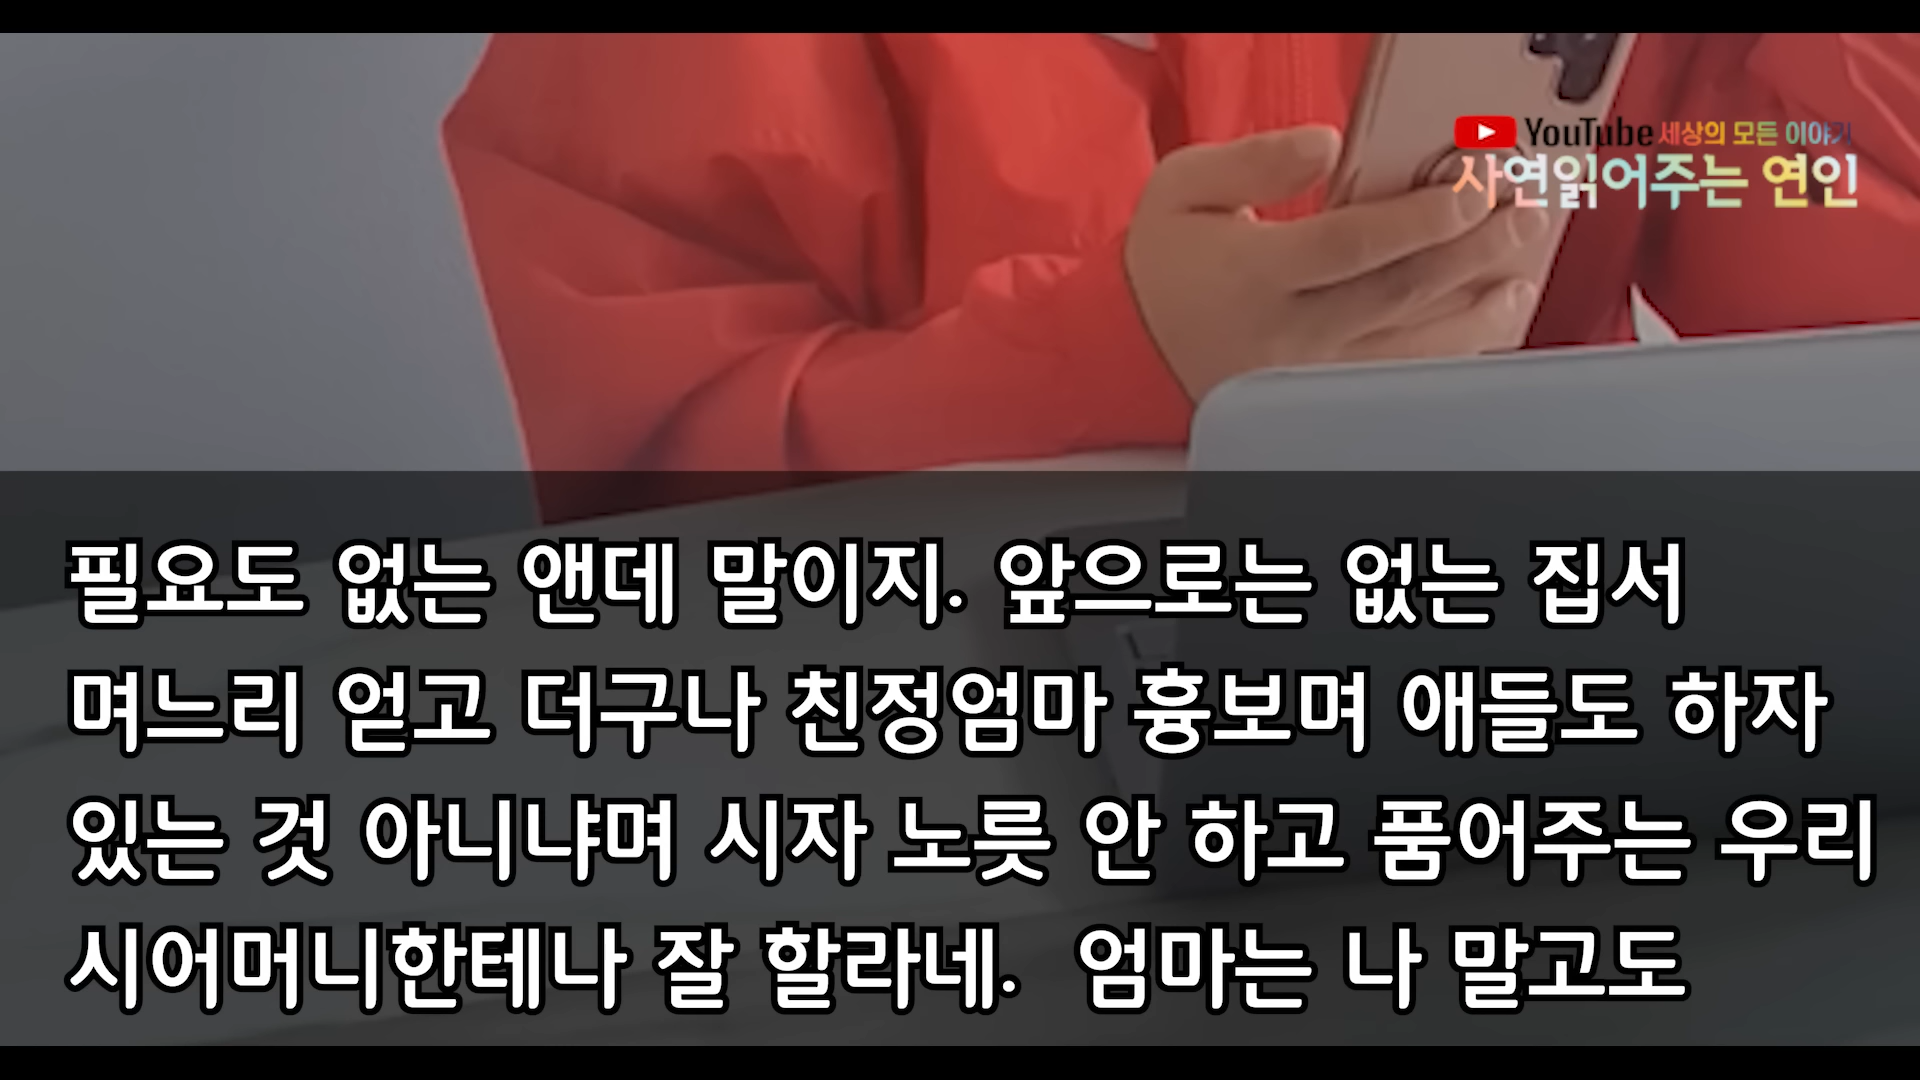 YouTube 세상의 모든 이야기
사연읽어주는 연인
필요도 없는 앤데 말이지. 앞으로는 없는 집서
며느리 얻고 더구나 친정엄마 흉보며 애들도 하자
있는 것 아니냐며 시자 노릇 안 하고 품어주는 우리
시어머니한테나 잘 할라네. 엄마는 나 말고도